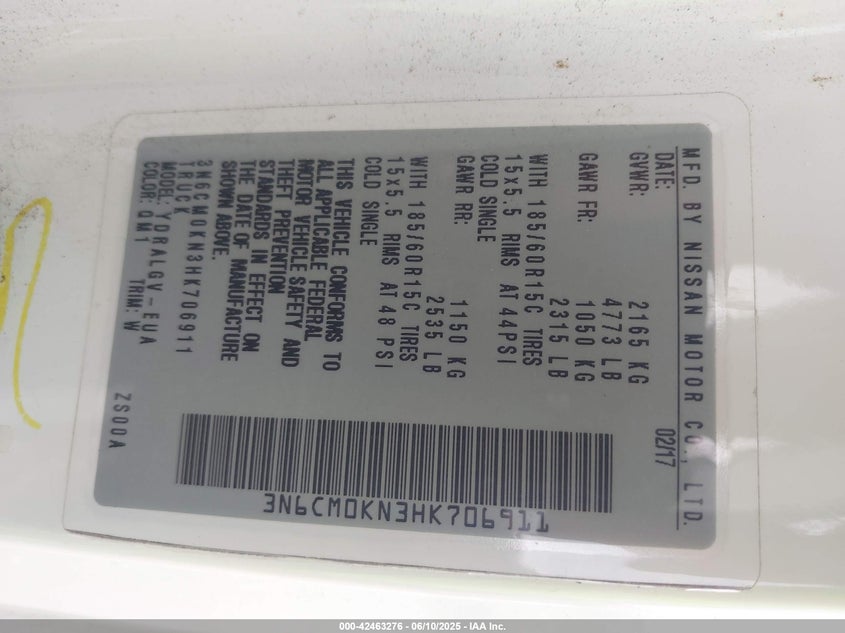 MFD. BY NISSAN MOTOR CO., LTD.
DATE: 02/17
GVWR: 2165 KG
4773 LB
GAWR FR: 1050 KG
2315 LB
WITH 185/60R15C TIRES
15x5.5 RIMS AT 44PSI
COLD SINGLE
GAWR RR: 1150 KG
2535 LB
WITH 185/60R15C TIRES
15x5.5 RIMS AT 48 PSI
COLD SINGLE
THIS VEHICLE CONFORMS TO
ALL APPLICABLE FEDERAL
MOTOR VEHICLE SAFETY AND
THEFT PREVENTION
STANDARDS IN EFFECT ON
THE DATE OF MANUFACTURE
SHOWN ABOVE.
3N6CM0KN3HK706911
TRUCK
MODEL: YDRALGV-EUA
COLOR: QM1 TRIM: W
ZS00A
3N6CM0KN3HK706911
000-42463276 - 06/10/2025 - IAA Inc.